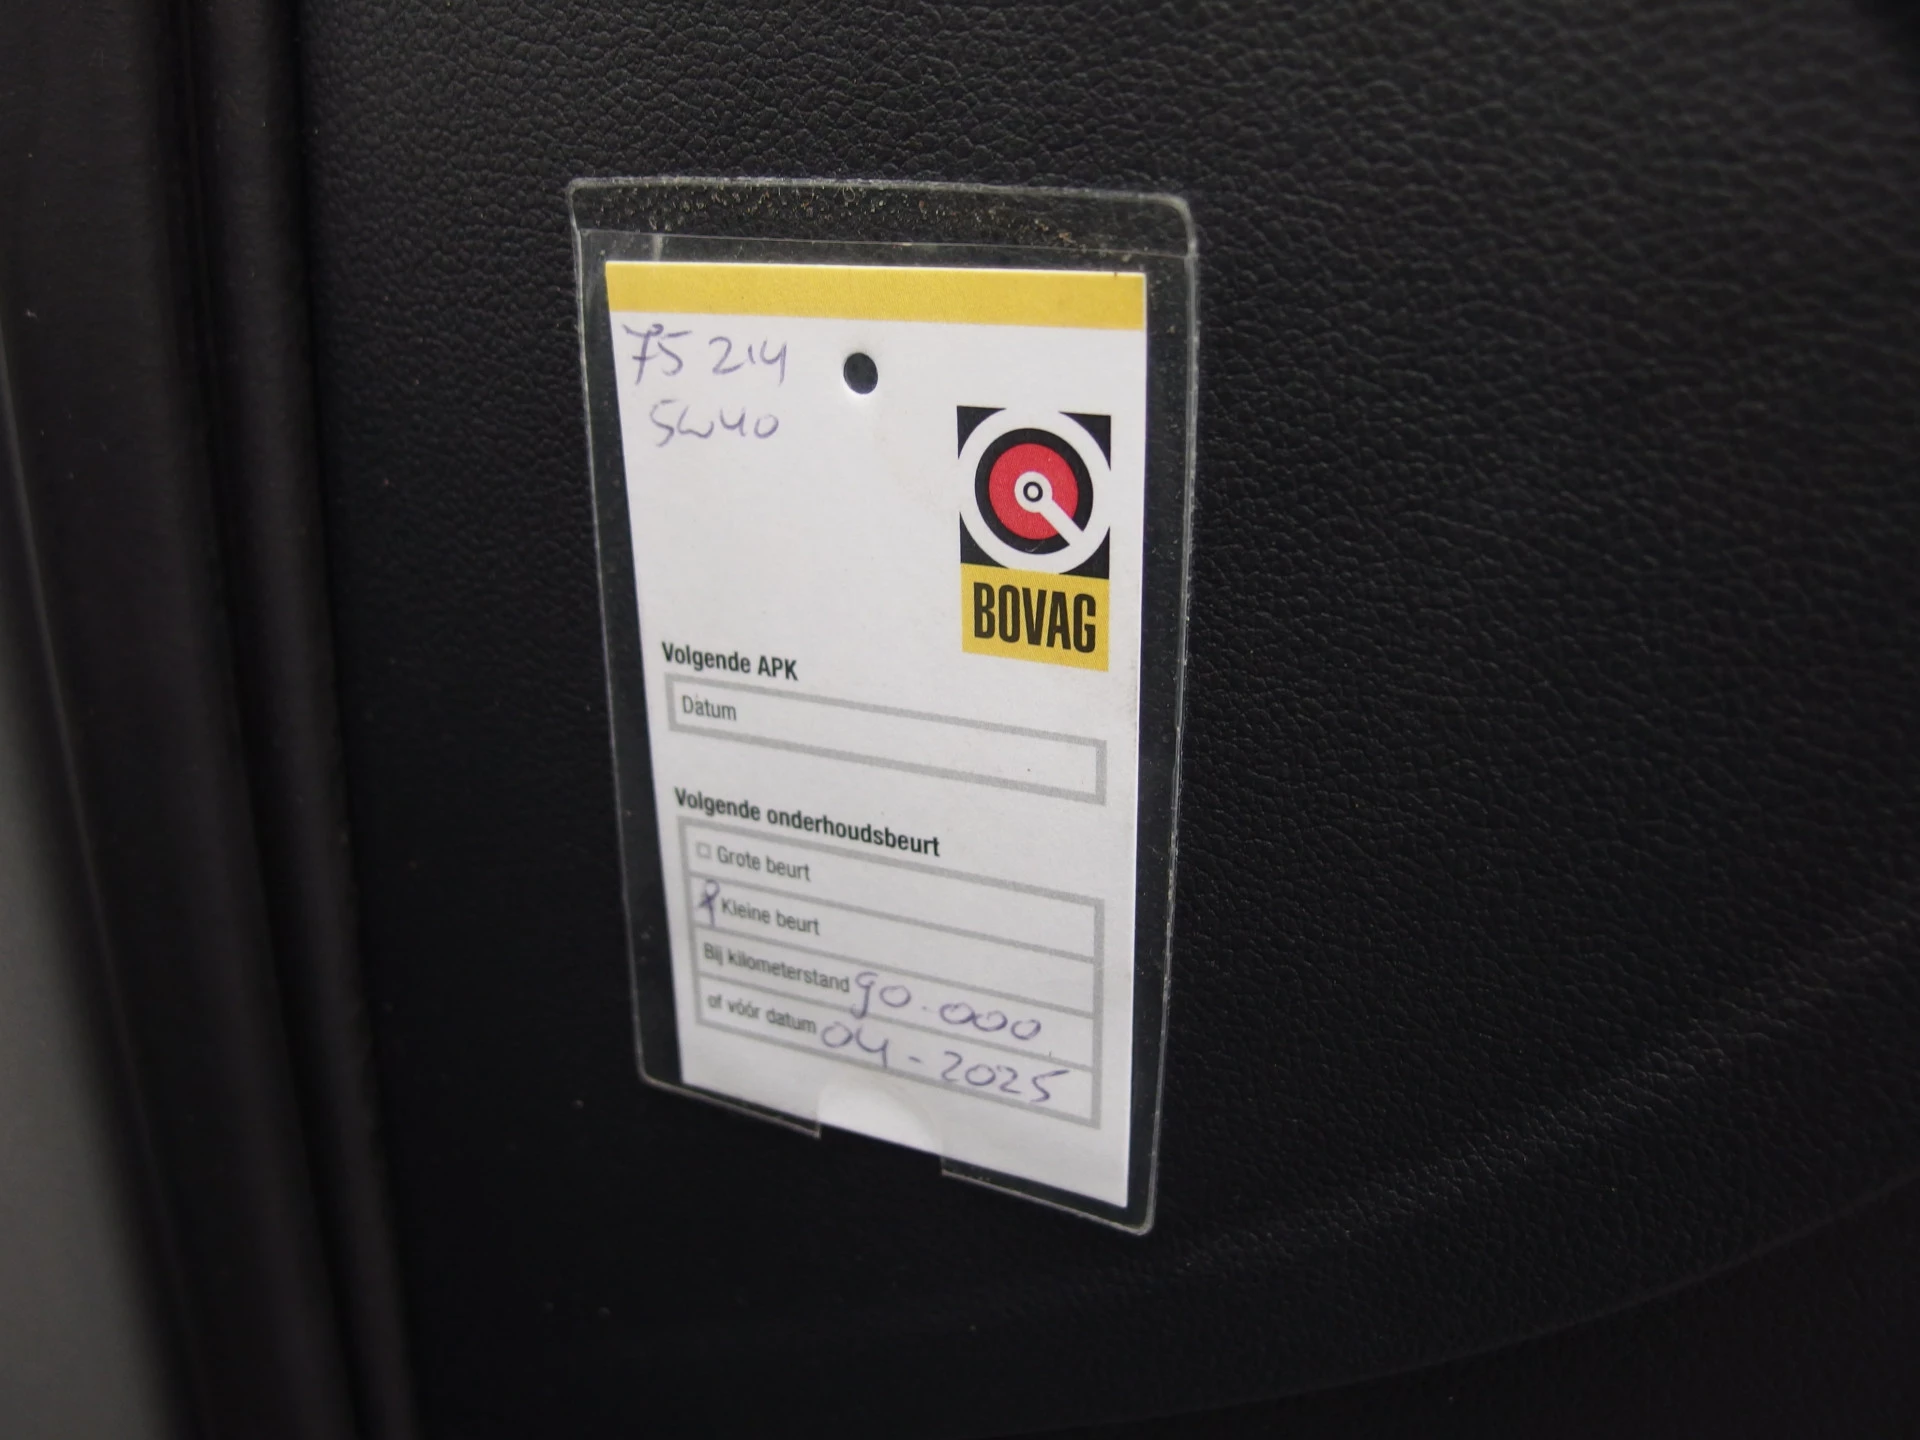 75 214
5W40
BOVAG
Volgende APK
Datum
Volgende onderhoudsbeurt
Grote beurt
Kleine beurt
Bij kilometerstand 90.000
of vóór datum 04-2025